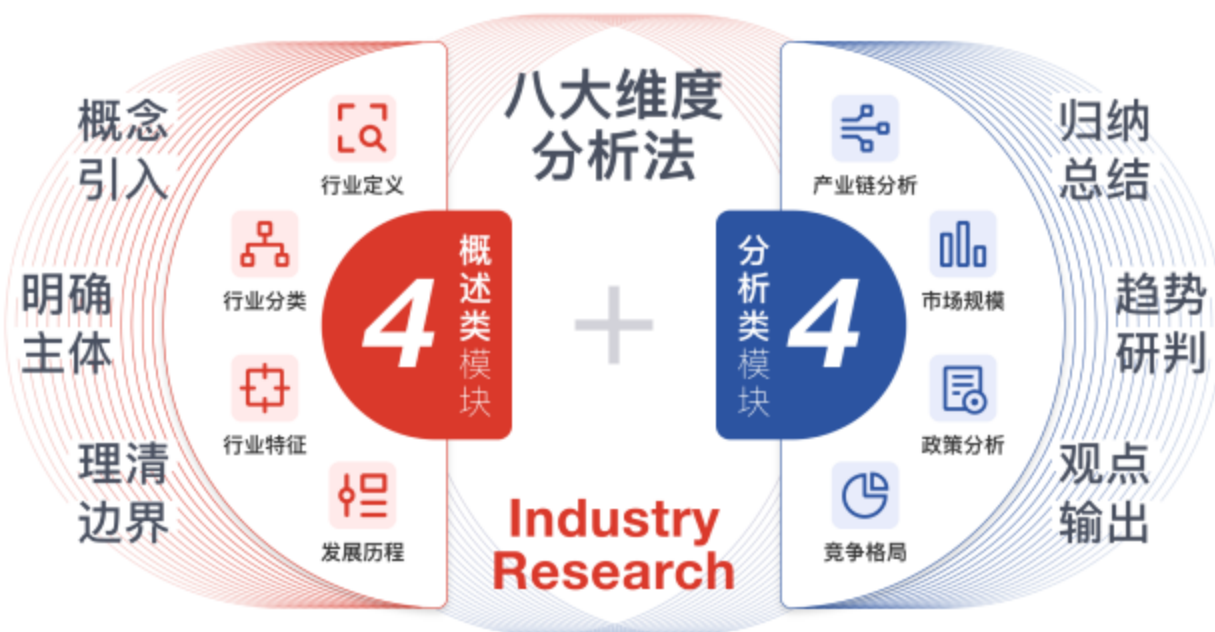 八大维度
分析法
概念
引入
明确
主体
理清
边界
行业定义
行业分类
行业特征
发展历程
4
概述类模块
分析类模块
4
产业链分析
市场规模
政策分析
竞争格局
归纳
总结
趋势
研判
观点
输出
Industry
Research